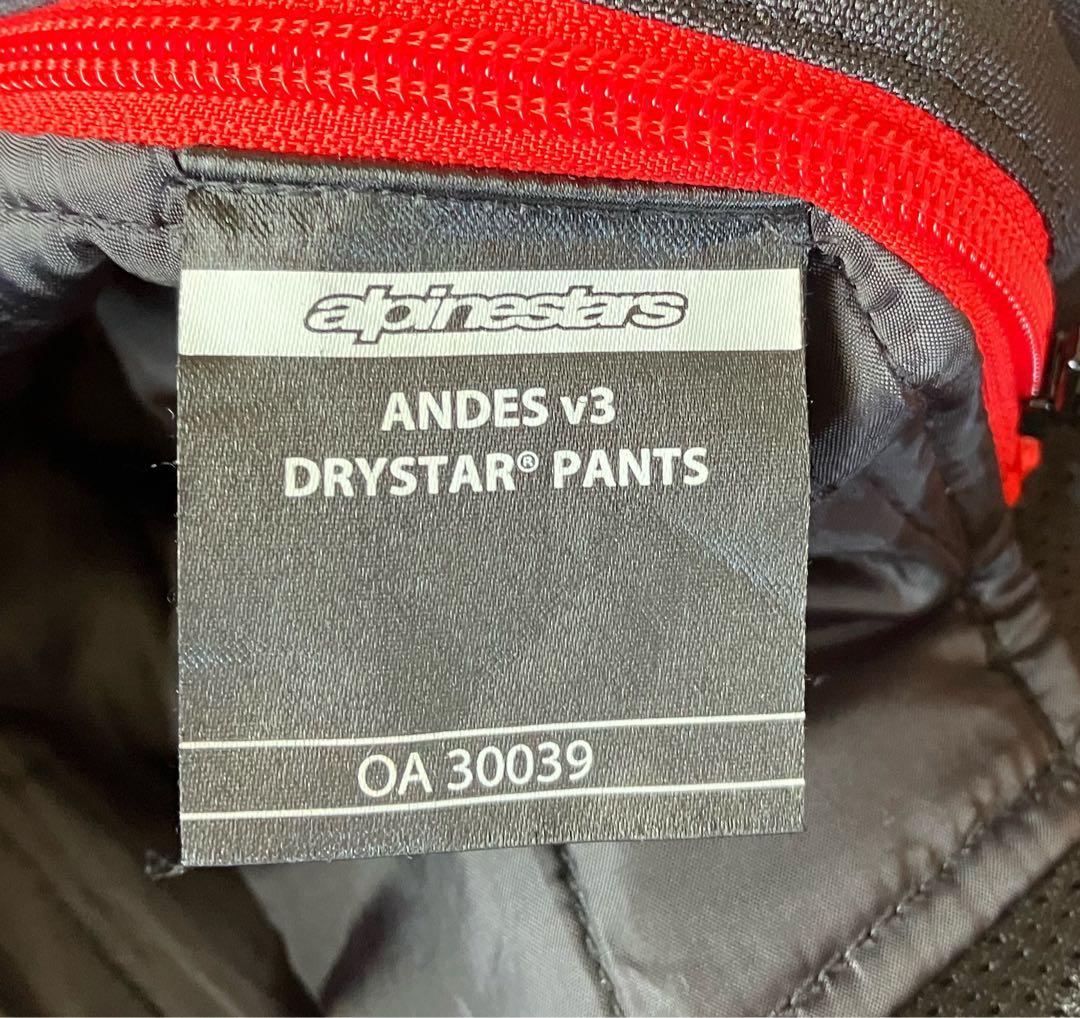 alpinestars
ANDES v3
DRYSTAR® PANTS
OA 30039